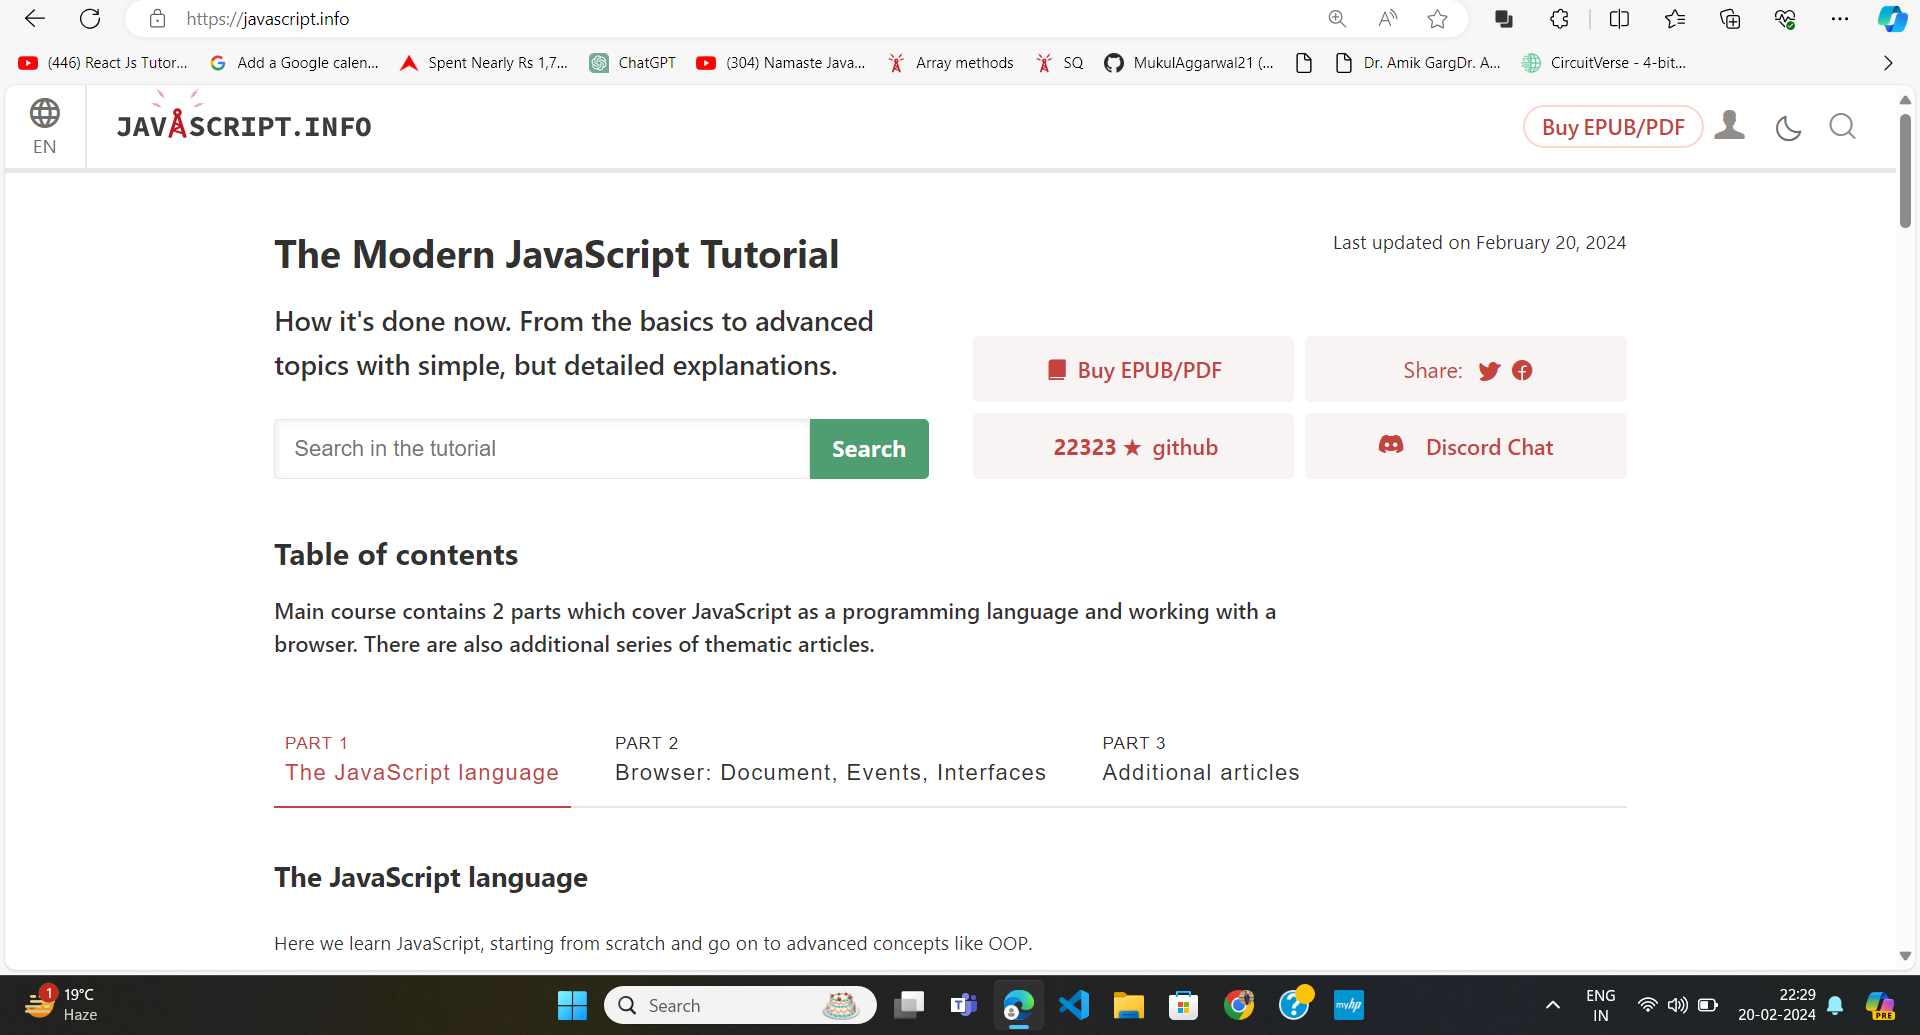 https://javascript.info
(446) React Js Tutor...
Add a Google calen...
Spent Nearly Rs 1,7...
ChatGPT
(304) Namaste Java...
Array methods
SQ
MukulAggarwal21 (...
Dr. Amik GargDr. A...
CircuitVerse - 4-bit...
EN
JAVASCRIPT.INFO
Buy EPUB/PDF
The Modern JavaScript Tutorial
Last updated on February 20, 2024
How it's done now. From the basics to advanced
topics with simple, but detailed explanations.
Buy EPUB/PDF
Share:
Search in the tutorial
Search
22323 ★ github
Discord Chat
Table of contents
Main course contains 2 parts which cover JavaScript as a programming language and working with a
browser. There are also additional series of thematic articles.
PART 1
The JavaScript language
PART 2
Browser: Document, Events, Interfaces
PART 3
Additional articles
The JavaScript language
Here we learn JavaScript, starting from scratch and go on to advanced concepts like OOP.
1
19°C
Haze
Search
myhp
ENG
IN
22:29
20-02-2024
PRE